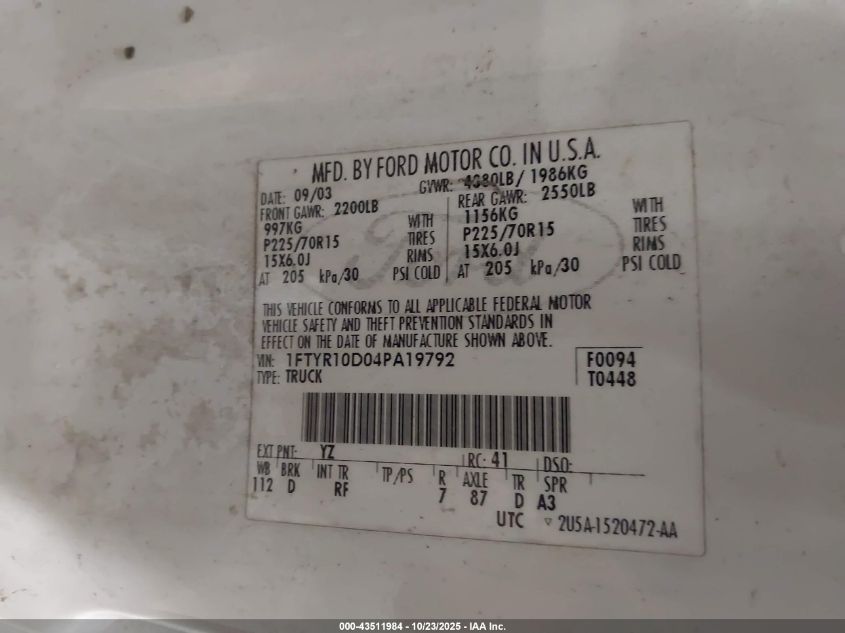 MFD. BY FORD MOTOR CO. IN U.S.A.
DATE: 09/03 GVWR: 4380LB/ 1986KG
FRONT GAWR: 2200LB REAR GAWR: 2550LB
997KG WITH 1156KG WITH
P225/70R15 TIRES P225/70R15 TIRES
15X6.0J RIMS 15X6.0J RIMS
AT 205 kPa/30 PSI COLD AT 205 kPa/30 PSI COLD
Ford
THIS VEHICLE CONFORMS TO ALL APPLICABLE FEDERAL MOTOR
VEHICLE SAFETY AND THEFT PREVENTION STANDARDS IN
EFFECT ON THE DATE OF MANUFACTURE SHOWN ABOVE.
VIN: 1FTYR10D04PA19792 F0094
TYPE: TRUCK T0448
EXT PNT: YZ RC: 41 DSO:
WB BRK INT TR TP/PS R AXLE TR SPR
112 D RF 7 87 D A3
UTC ▽ 2U5A-1520472-AA
000-43511984 - 10/23/2025 - IAA Inc.